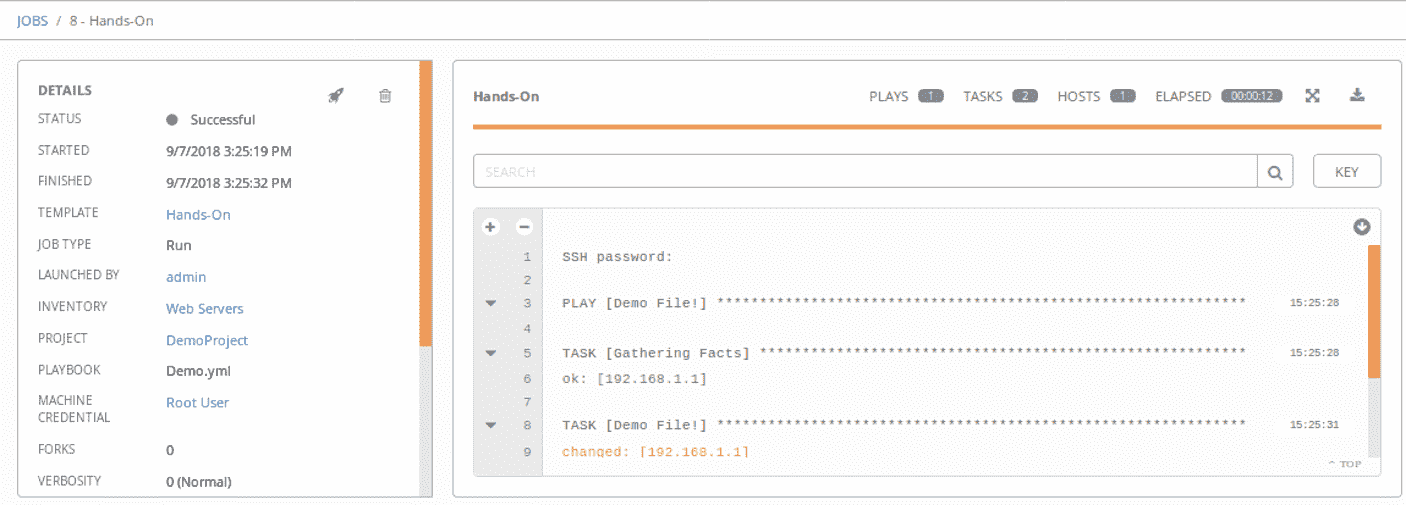 JOBS / 8 - Hands-On
DETAILS
STATUS Successful
STARTED 9/7/2018 3:25:19 PM
FINISHED 9/7/2018 3:25:32 PM
TEMPLATE Hands-On
JOB TYPE Run
LAUNCHED BY admin
INVENTORY Web Servers
PROJECT DemoProject
PLAYBOOK Demo.yml
MACHINE CREDENTIAL Root User
FORKS 0
VERBOSITY 0 (Normal)
Hands-On PLAYS 1 TASKS 2 HOSTS 1 ELAPSED 00:00:12
SEARCH KEY
1 SSH password:
2
3 PLAY [Demo File!] ************************************************************** 15:25:28
4
5 TASK [Gathering Facts] ********************************************************* 15:25:28
6 ok: [192.168.1.1]
7
8 TASK [Demo File!] ************************************************************** 15:25:31
9 changed: [192.168.1.1]
^ TOP